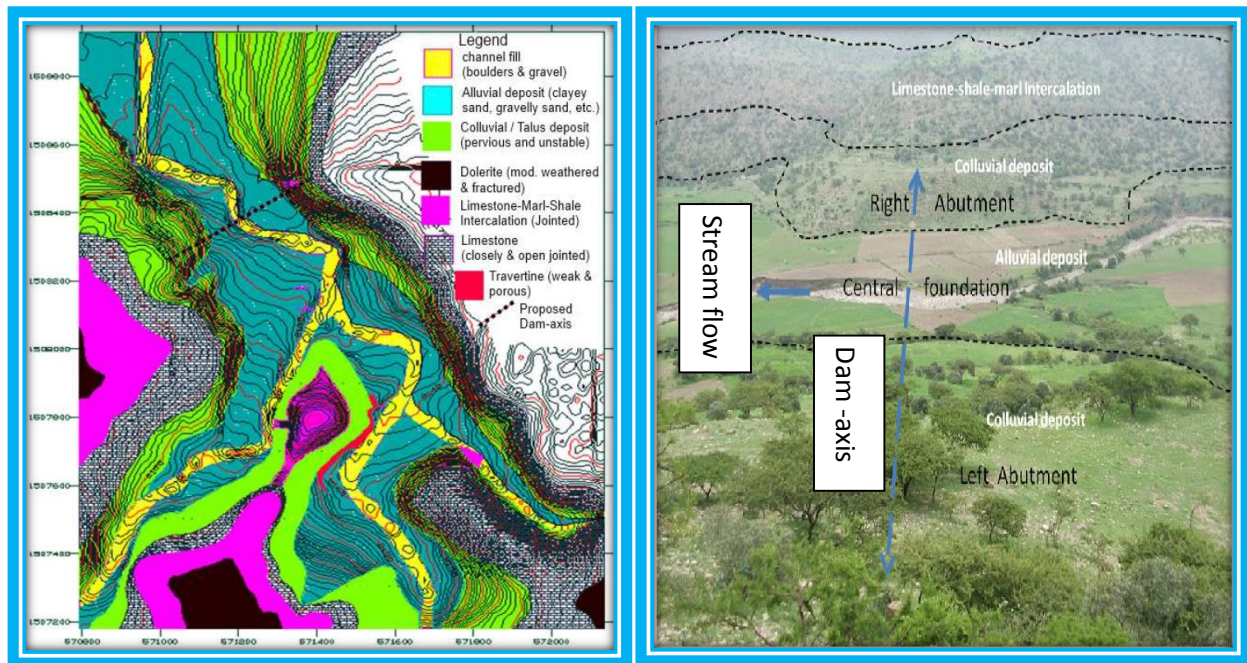 Legend
channel fill
(boulders & gravel)
Alluvial deposit (clayey
sand, gravelly sand, etc.)
Colluvial / Talus deposit
(pervious and unstable)
Dolerite (mod. weathered
& fractured)
Limestone-Marl-Shale
Intercalation (Jointed)
Limestone
(closely & open jointed)
Travertine (weak &
porous)
Proposed
Dam-axis
1508800
1508600
1508400
1508200
1508000
1507800
1507600
1507400
1507200
570800 571000 571200 571400 571600 571800 572000
Limestone-shale-marl Intercalation
Colluvial deposit
Right Abutment
Alluvial deposit
Central foundation
Stream flow
Dam -axis
Colluvial deposit
Left Abutment